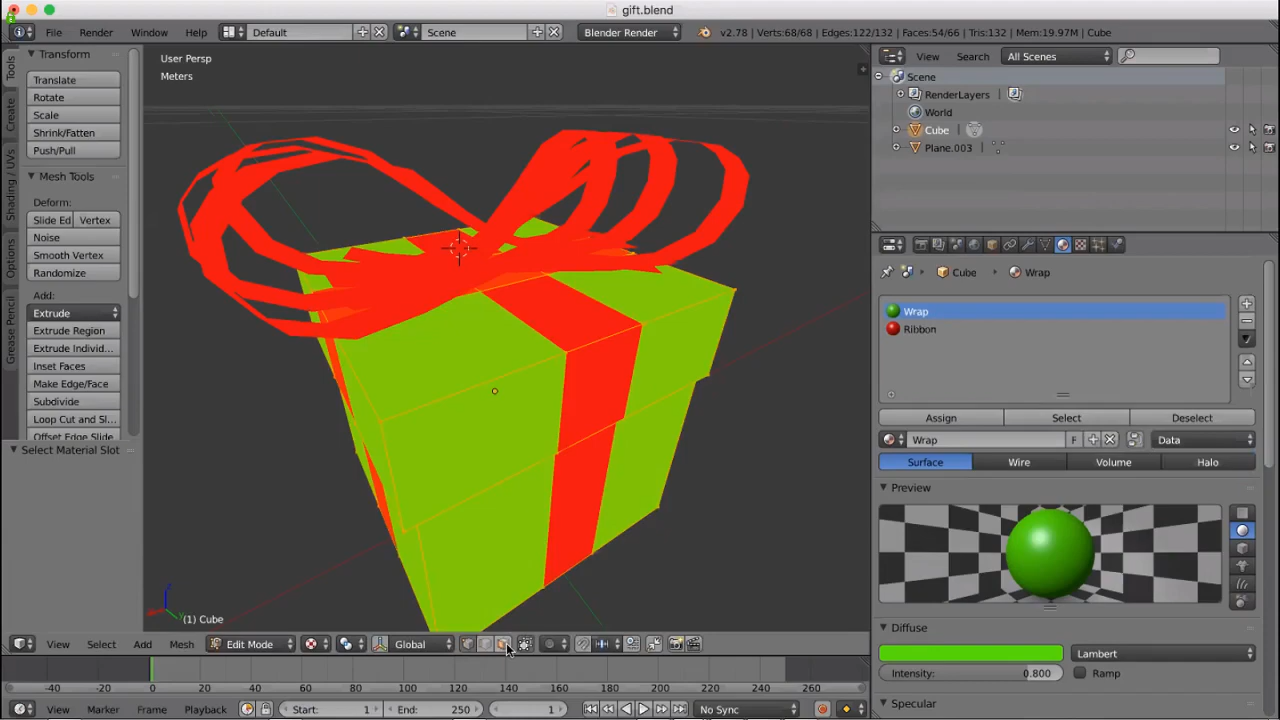 gift.blend
File Render Window Help Default Scene Blender Render v2.78 | Verts:68/68 | Edges:122/132 | Faces:54/66 | Tris:132 | Mem:19.97M | Cube
Tools
Create
Shading / UVs
Options
Grease Pencil
Transform
Translate
Rotate
Scale
Shrink/Fatten
Push/Pull
Mesh Tools
Deform:
Slide Ed Vertex
Noise
Smooth Vertex
Randomize
Add:
Extrude
Extrude Region
Extrude Individ...
Inset Faces
Make Edge/Face
Subdivide
Loop Cut and Sl...
Offset Edge Slide
Select Material Slot
User Persp
Meters
(1) Cube
View Search All Scenes
Scene
RenderLayers
World
Cube
Plane.003
Cube Wrap
Wrap
Ribbon
Assign Select Deselect
Wrap F Data
Surface Wire Volume Halo
Preview
Diffuse
Lambert
Intensity: 0.800 Ramp
Specular
View Select Add Mesh Edit Mode Global
-40 -20 0 20 40 60 80 100 120 140 160 180 200 220 240 260
View Marker Frame Playback Start: 1 End: 250 1 No Sync